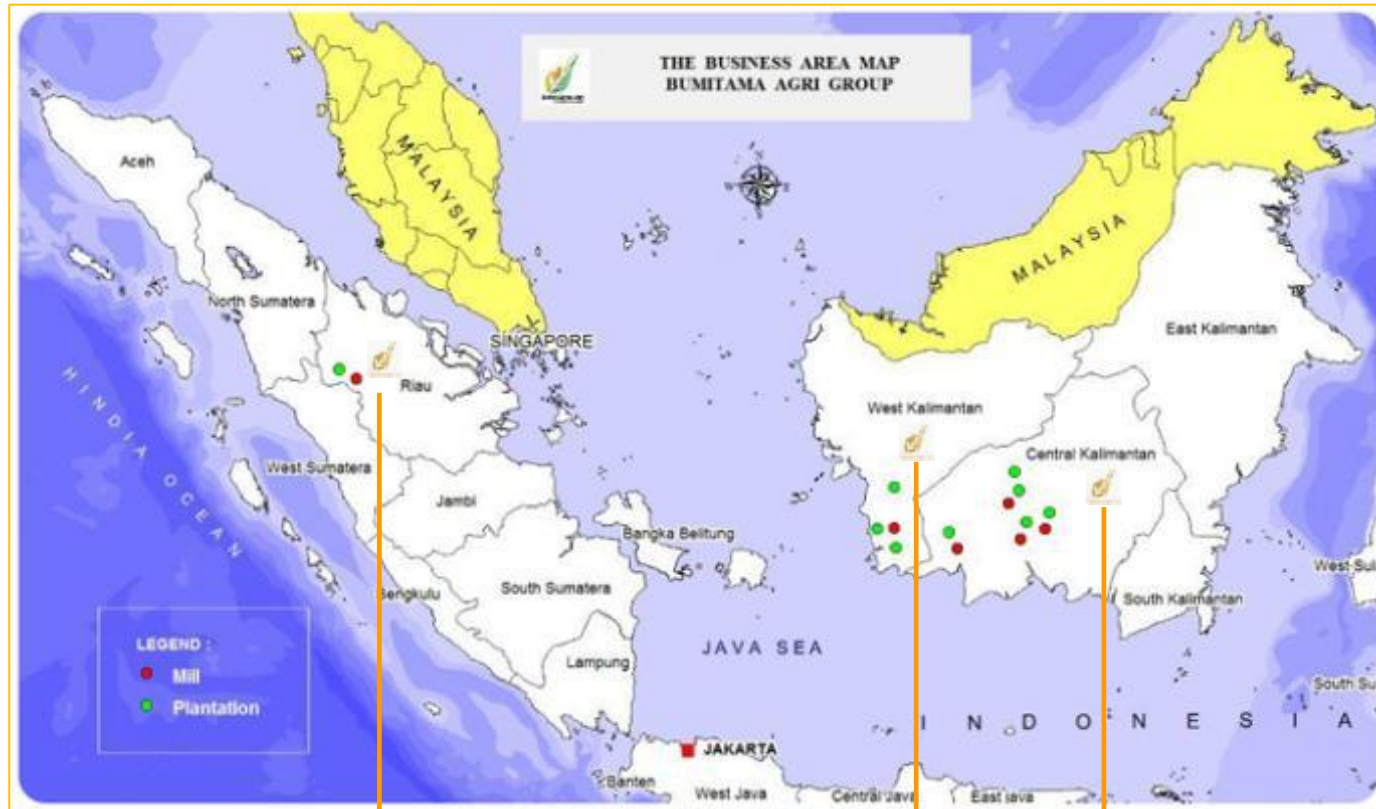 THE BUSINESS AREA MAP
BUMITAMA AGRI GROUP
Aceh
MALAYSIA
N
W
E
S
MALAYSIA
North Sumatera
East Kalimantan
SINGAPORE
Riau
West Kalimantan
HINDIA OCEAN
West Sumatera
Central Kalimantan
Jambi
Bangka Belitung
South Sumatera
Bengkulu
West Sul
South Kalimantan
LEGEND :
Mill
Plantation
JAVA SEA
Lampung
South Su
INDONESIA
JAKARTA
Banten
West Java
Central Java
East java